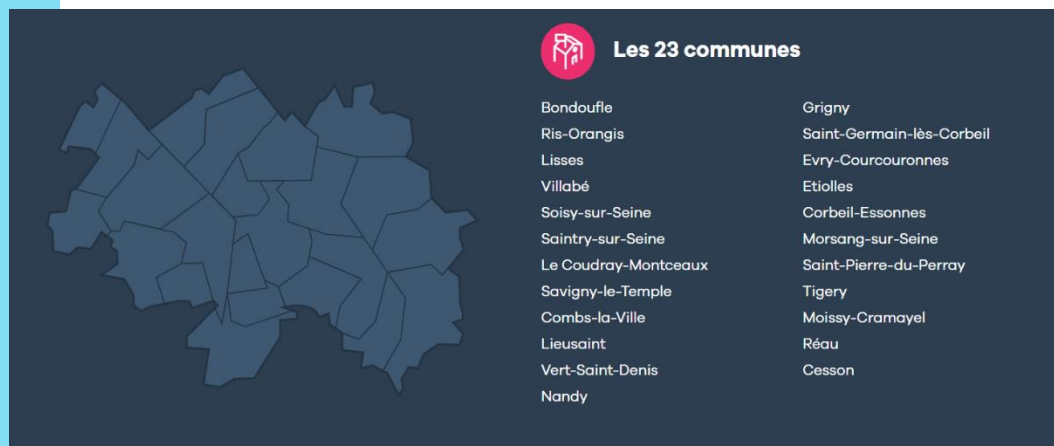 Les 23 communes
Bondoufle
Ris-Orangis
Lisses
Villabé
Soisy-sur-Seine
Saintry-sur-Seine
Le Coudray-Montceaux
Savigny-le-Temple
Combs-la-Ville
Lieusaint
Vert-Saint-Denis
Nandy
Grigny
Saint-Germain-lès-Corbeil
Evry-Courcouronnes
Etiolles
Corbeil-Essonnes
Morsang-sur-Seine
Saint-Pierre-du-Perray
Tigery
Moissy-Cramayel
Réau
Cesson